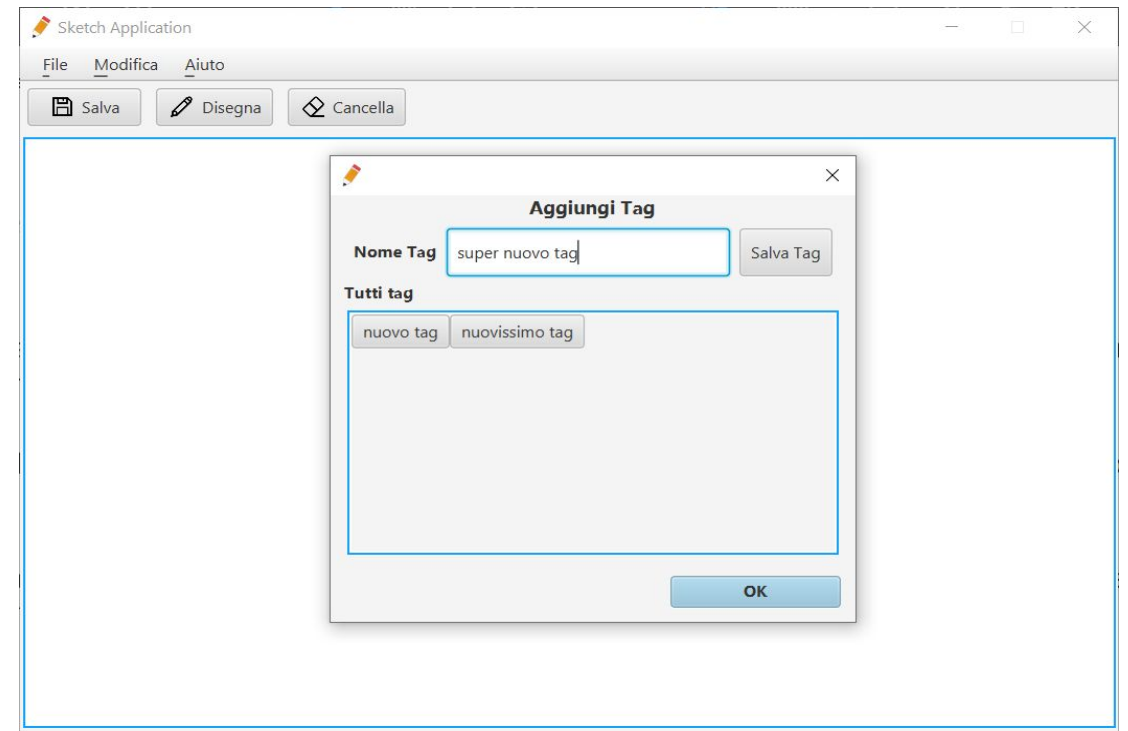 Sketch Application
File Modifica Aiuto
Salva Disegna Cancella
Aggiungi Tag
Nome Tag super nuovo tag Salva Tag
Tutti tag
nuovo tag nuovissimo tag
OK